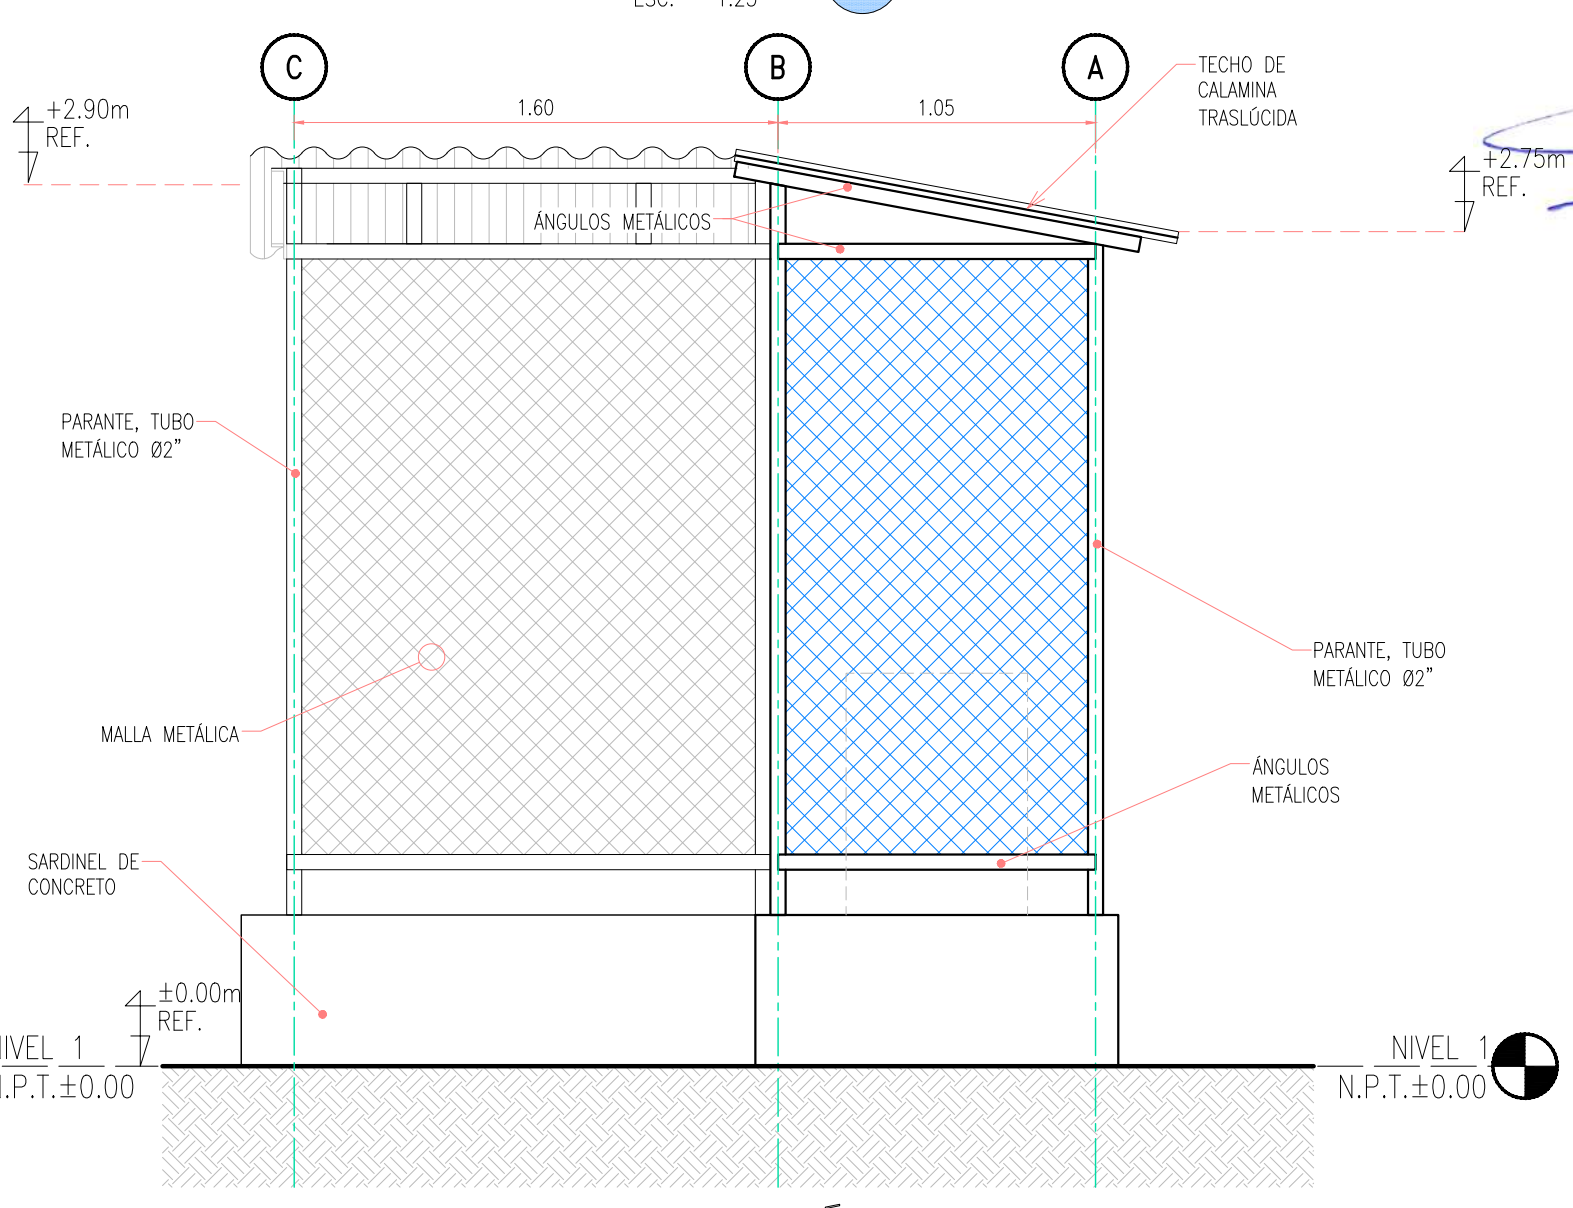 C
B
A
1.60
1.05
+2.90m
REF.
TECHO DE
CALAMINA
TRASLÚCIDA
+2.75m
REF.
ÁNGULOS METÁLICOS
PARANTE, TUBO
METÁLICO Ø2"
PARANTE, TUBO
METÁLICO Ø2"
MALLA METÁLICA
ÁNGULOS
METÁLICOS
SARDINEL DE
CONCRETO
±0.00m
REF.
NIVEL 1
N.P.T.±0.00
NIVEL 1
N.P.T.±0.00